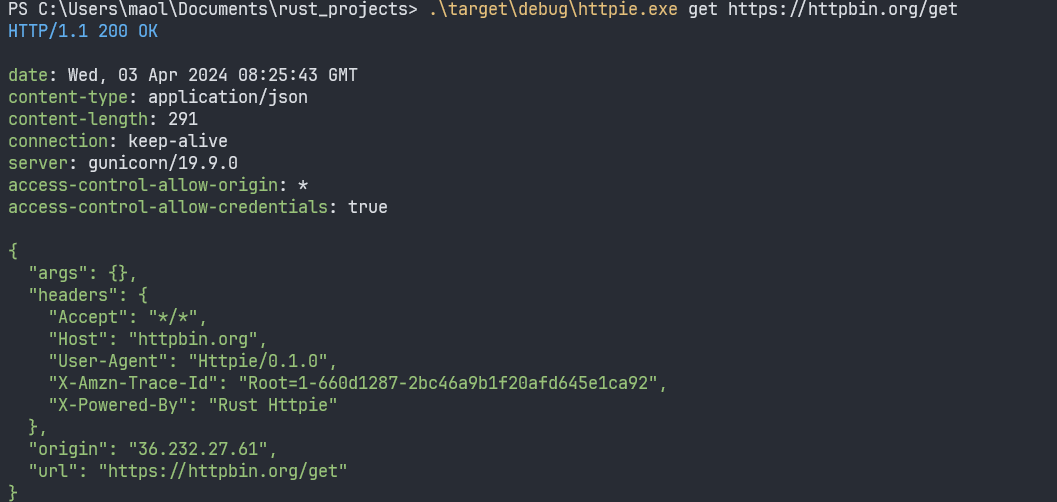 PS C:\Users\maol\Documents\rust_projects> .\target\debug\httpie.exe get https://httpbin.org/get
HTTP/1.1 200 OK
date: Wed, 03 Apr 2024 08:25:43 GMT
content-type: application/json
content-length: 291
connection: keep-alive
server: gunicorn/19.9.0
access-control-allow-origin: *
access-control-allow-credentials: true
{
  "args": {},
  "headers": {
    "Accept": "*/*",
    "Host": "httpbin.org",
    "User-Agent": "Httpie/0.1.0",
    "X-Amzn-Trace-Id": "Root=1-660d1287-2bc46a9b1f20afd645e1ca92",
    "X-Powered-By": "Rust Httpie"
  },
  "origin": "36.232.27.61",
  "url": "https://httpbin.org/get"
}